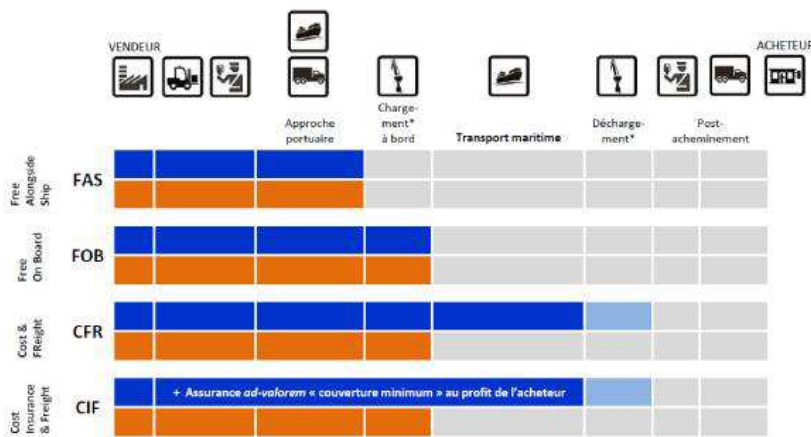 VENDEUR
ACHETEUR
Approche
portuaire
Charge-
ment*
à bord
Transport maritime
Décharge-
ment*
Post-
acheminement
Free
Alongside
Ship
FAS
Free
On Board
FOB
Cost &
FReight
CFR
Cost
Insurance
& Freight
CIF
+ Assurance ad-valorem « couverture minimum » au profit de l'acheteur